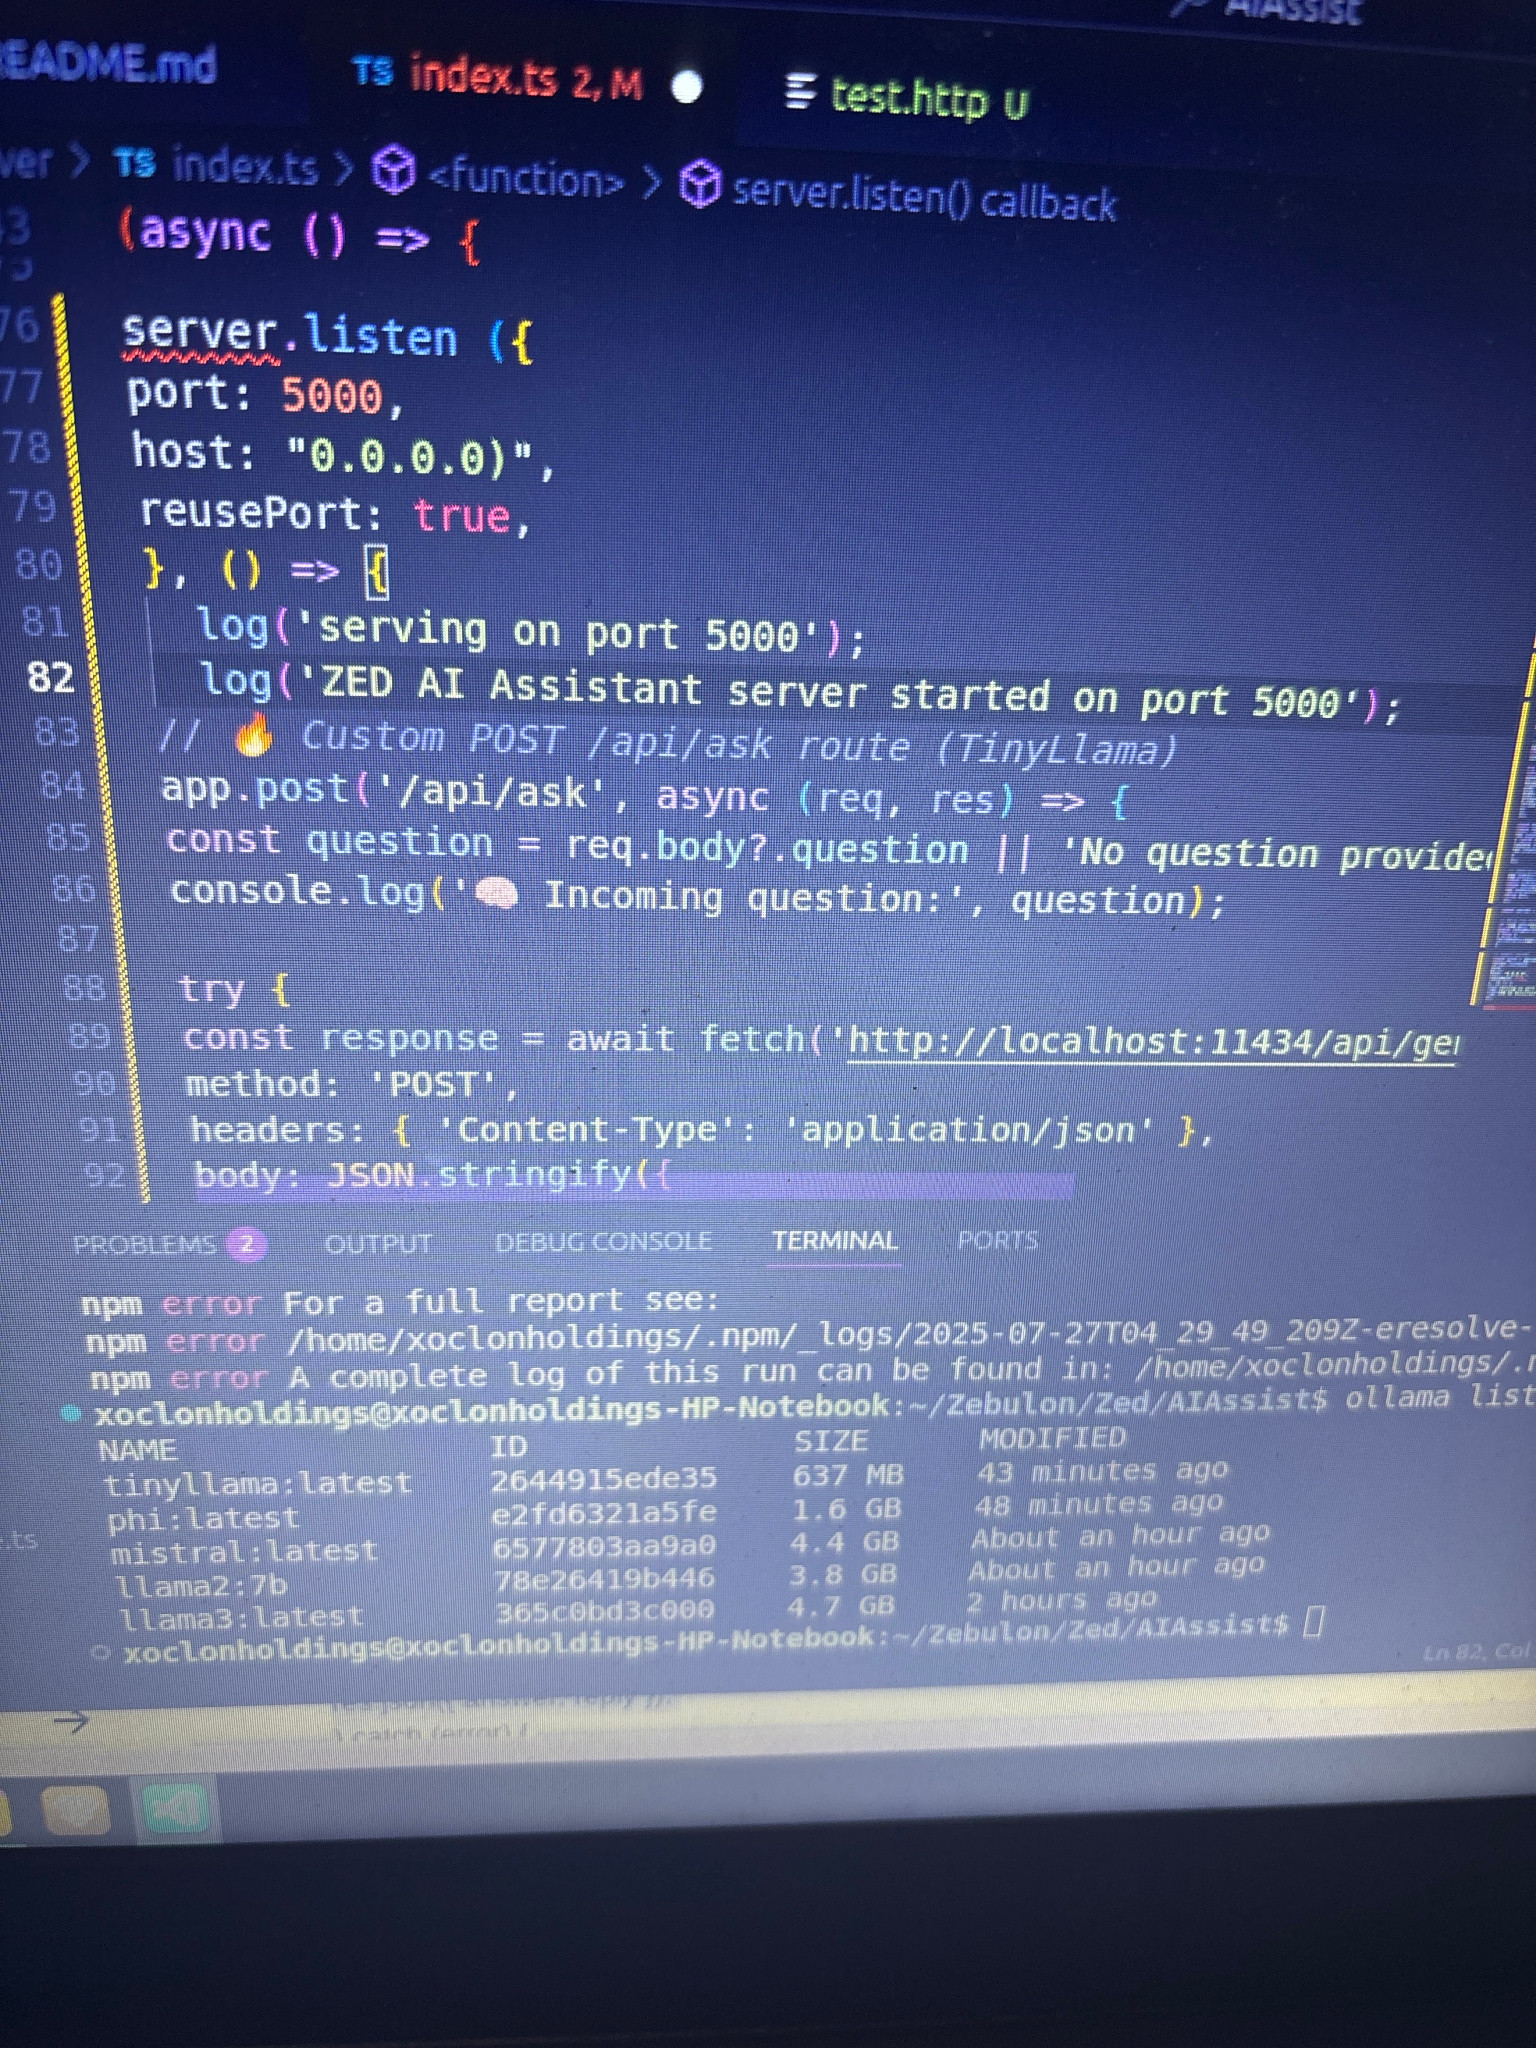 README.md
TS index.ts 2, M
test.http U
AIAssist
TS index.ts > <function> > server.listen() callback
(async () => {
76 server.listen ({
77 port: 5000,
78 host: "0.0.0.0)",
79 reusePort: true,
80 }, () => {
81 log('serving on port 5000');
82 log('ZED AI Assistant server started on port 5000');
83 // 🔥 Custom POST /api/ask route (TinyLlama)
84 app.post('/api/ask', async (req, res) => {
85 const question = req.body?.question || 'No question provided
86 console.log('🧠 Incoming question:', question);
87
88 try {
89 const response = await fetch('http://localhost:11434/api/ge
90 method: 'POST',
91 headers: { 'Content-Type': 'application/json' },
92 body: JSON.stringify({
PROBLEMS 2 OUTPUT DEBUG CONSOLE TERMINAL PORTS
npm error For a full report see:
npm error /home/xoclonholdings/.npm/_logs/2025-07-27T04_29_49_209Z-eresolve-
npm error A complete log of this run can be found in: /home/xoclonholdings/.
xoclonholdings@xoclonholdings-HP-Notebook:~/Zebulon/Zed/AIAssist$ ollama list
NAME ID SIZE MODIFIED
tinyllama:latest 2644915ede35 637 MB 43 minutes ago
phi:latest e2fd6321a5fe 1.6 GB 48 minutes ago
mistral:latest 6577803aa9a0 4.4 GB About an hour ago
llama2:7b 78e26419b446 3.8 GB About an hour ago
llama3:latest 365c0bd3c000 4.7 GB 2 hours ago
xoclonholdings@xoclonholdings-HP-Notebook:~/Zebulon/Zed/AIAssist$
Ln 82, Col
} catch (error) {